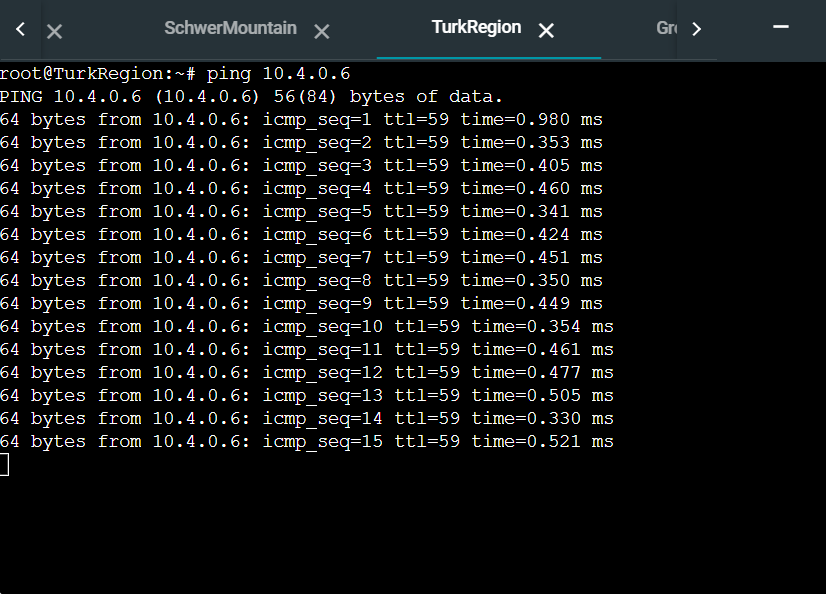 SchwerMountain
TurkRegion
Gr
root@TurkRegion:~# ping 10.4.0.6
PING 10.4.0.6 (10.4.0.6) 56(84) bytes of data.
64 bytes from 10.4.0.6: icmp_seq=1 ttl=59 time=0.980 ms
64 bytes from 10.4.0.6: icmp_seq=2 ttl=59 time=0.353 ms
64 bytes from 10.4.0.6: icmp_seq=3 ttl=59 time=0.405 ms
64 bytes from 10.4.0.6: icmp_seq=4 ttl=59 time=0.460 ms
64 bytes from 10.4.0.6: icmp_seq=5 ttl=59 time=0.341 ms
64 bytes from 10.4.0.6: icmp_seq=6 ttl=59 time=0.424 ms
64 bytes from 10.4.0.6: icmp_seq=7 ttl=59 time=0.451 ms
64 bytes from 10.4.0.6: icmp_seq=8 ttl=59 time=0.350 ms
64 bytes from 10.4.0.6: icmp_seq=9 ttl=59 time=0.449 ms
64 bytes from 10.4.0.6: icmp_seq=10 ttl=59 time=0.354 ms
64 bytes from 10.4.0.6: icmp_seq=11 ttl=59 time=0.461 ms
64 bytes from 10.4.0.6: icmp_seq=12 ttl=59 time=0.477 ms
64 bytes from 10.4.0.6: icmp_seq=13 ttl=59 time=0.505 ms
64 bytes from 10.4.0.6: icmp_seq=14 ttl=59 time=0.330 ms
64 bytes from 10.4.0.6: icmp_seq=15 ttl=59 time=0.521 ms